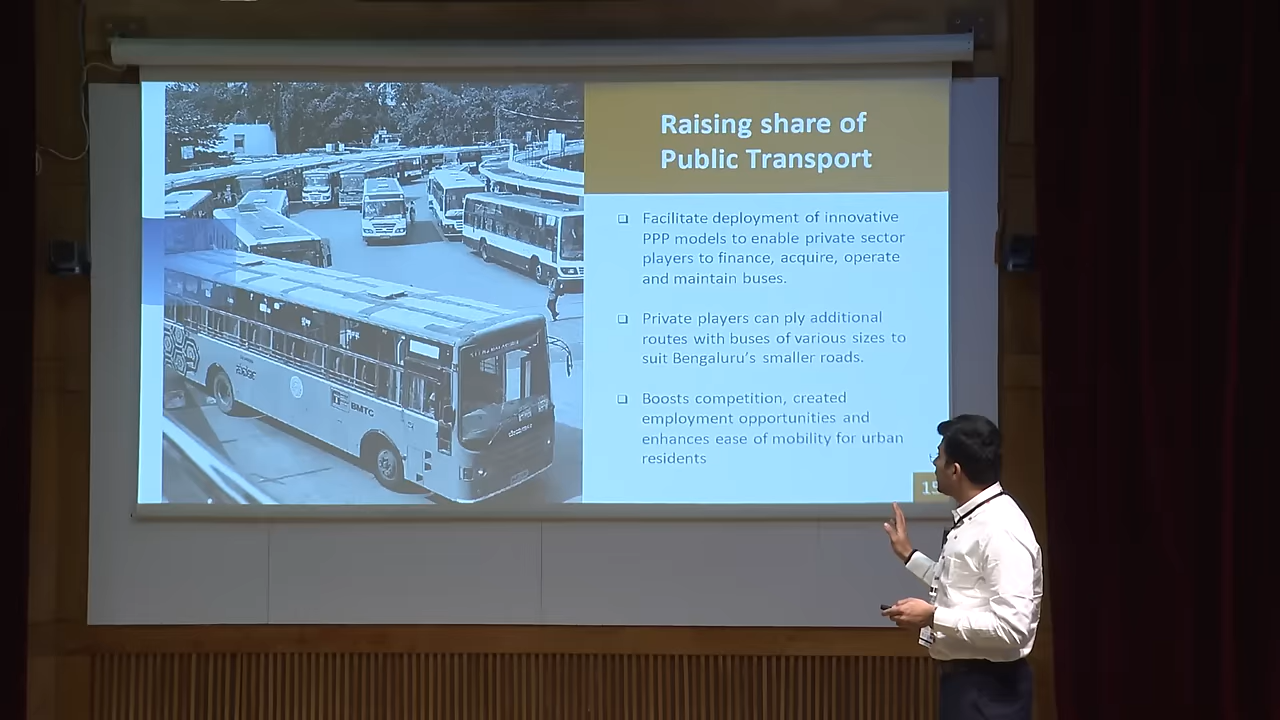 Raising share of
Public Transport
❑ Facilitate deployment of innovative
PPP models to enable private sector
players to finance, acquire, operate
and maintain buses.
❑ Private players can ply additional
routes with buses of various sizes to
suit Bengaluru's smaller roads.
❑ Boosts competition, created
employment opportunities and
enhances ease of mobility for urban
residents
BMTC